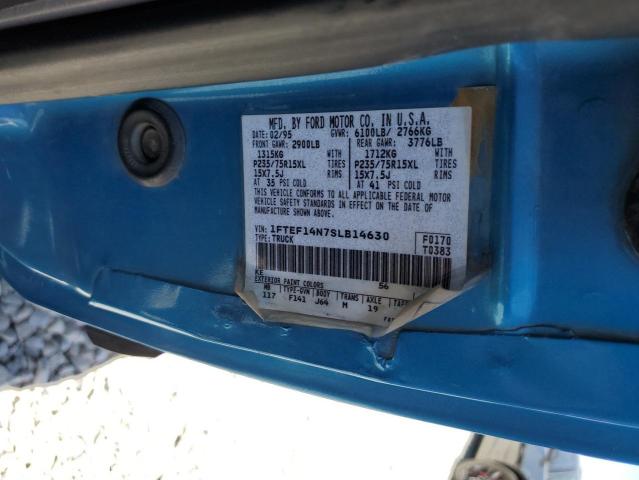 MFD. BY FORD MOTOR CO. IN U.S.A.
DATE: 02/95 GVWR: 6100LB/ 2766KG
FRONT GAWR: 2900LB REAR GAWR: 3776LB
1315KG WITH 1712KG WITH
P235/75R15XL TIRES P235/75R15XL TIRES
15X7.5J RIMS 15X7.5J RIMS
AT 35 PSI COLD AT 41 PSI COLD
THIS VEHICLE CONFORMS TO ALL APPLICABLE FEDERAL MOTOR
VEHICLE SAFETY STANDARDS IN EFFECT ON THE DATE OF
MANUFACTURE SHOWN ABOVE.
VIN: 1FTEF14N7SLB14630 F0170
TYPE: TRUCK T0383
KE 56
EXTERIOR PAINT COLORS
WB TYPE-GVW BODY TRANS AXLE TAPE
117 F141 J64 M 19